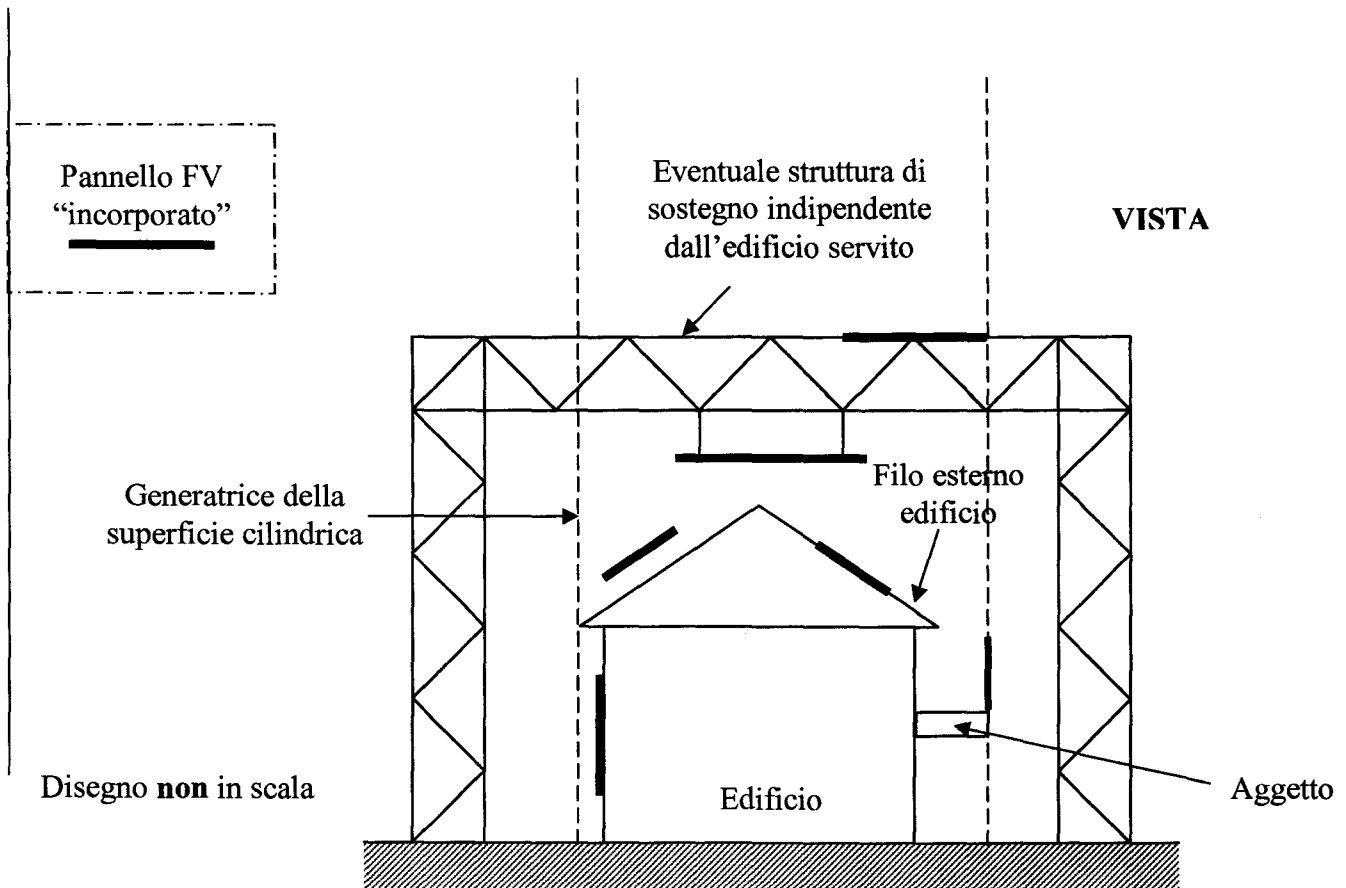 Pannello FV
“incorporato”
Eventuale struttura di
sostegno indipendente
dall’edificio servito
VISTA
Generatrice della
superficie cilindrica
Filo esterno
edificio
Disegno non in scala
Edificio
Aggetto